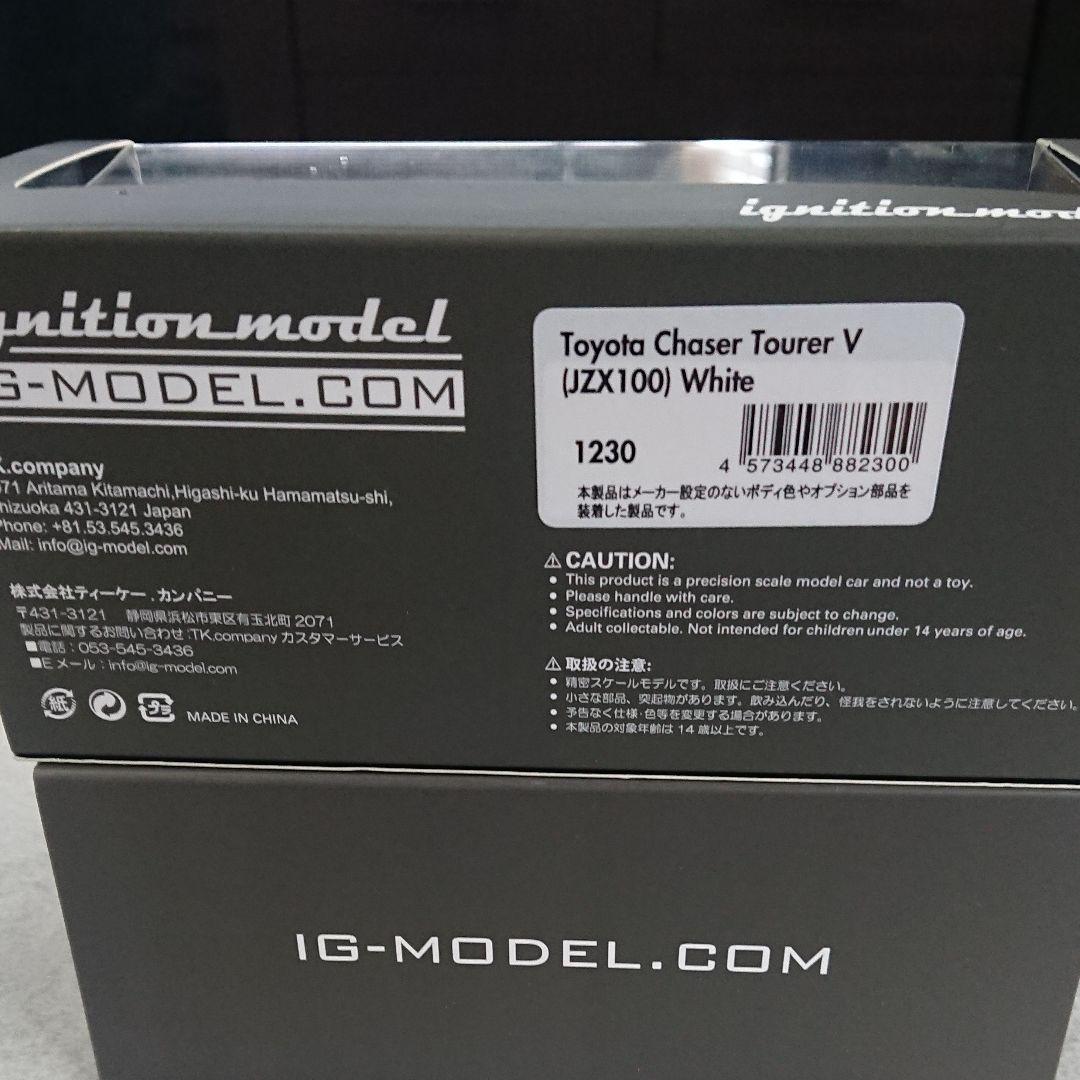 ignition mod
gnition model
G-MODEL.COM
.company
71 Aritama Kitamachi,Higashi-ku Hamamatsu-shi,
hizuoka 431-3121 Japan
Phone: +81.53.545.3436
Mail: info@ig-model.com
株式会社ティーケー.カンパニー
〒431-3121 静岡県浜松市東区有玉北町 2071
製品に関するお問い合わせ:TK.company カスタマーサービス
■電話:053-545-3436
■E メール:info@ig-model.com
紙 プラ MADE IN CHINA
Toyota Chaser Tourer V
(JZX100) White
1230
4 573448 882300
本製品はメーカー設定のないボディ色やオプション部品を
装着した製品です。
⚠CAUTION:
● This product is a precision scale model car and not a toy.
● Please handle with care.
● Specifications and colors are subject to change.
● Adult collectable. Not intended for children under 14 years of age.
⚠取扱の注意:
● 精密スケールモデルです。取扱にご注意ください。
● 小さな部品、突起物があります。飲み込んだり、怪我をされないように注意してください。
● 予告なく仕様・色等を変更する場合があります。
● 本製品の対象年齢は 14 歳以上です。
IG-MODEL.COM